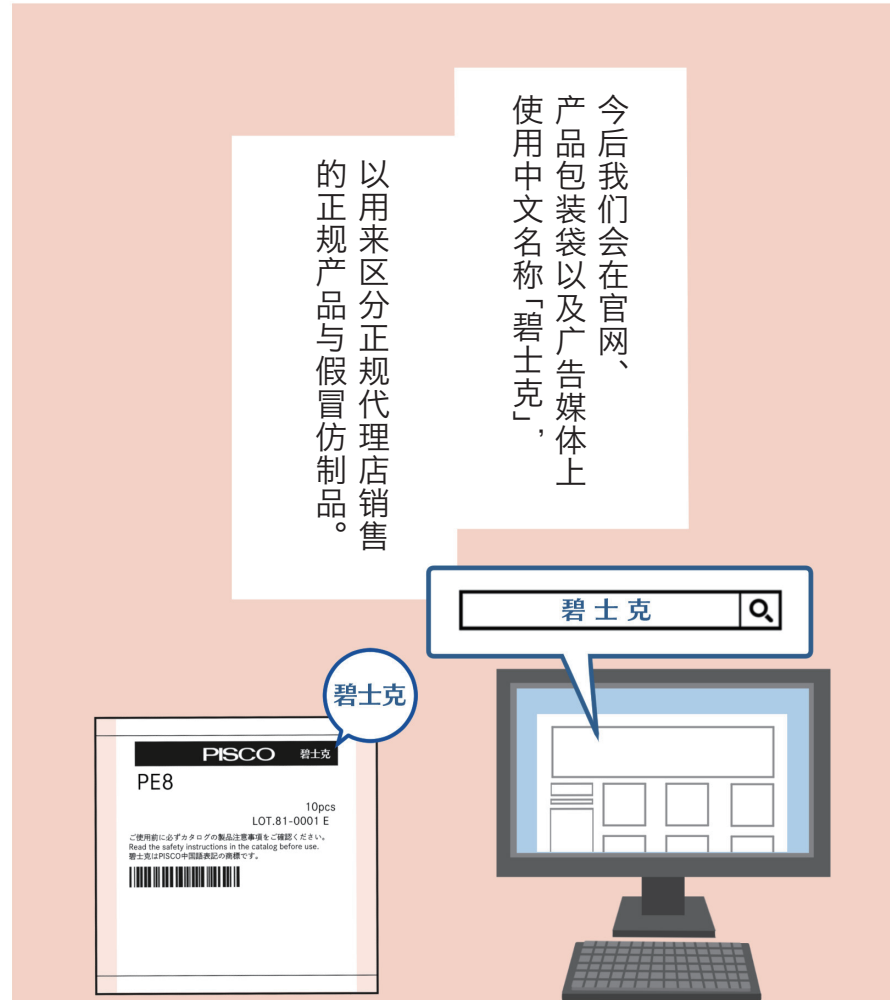 今后我们会在官网、
产品包装袋以及广告媒体上
使用中文名称「碧士克」,
以用来区分正规代理店销售
的正规产品与假冒仿制品。
碧士克
碧士克
PISCO 碧士克
PE8
10pcs
LOT.81-0001 E
ご使用前に必ずカタログの製品注意事項をご確認ください。
Read the safety instructions in the catalog before use.
碧士克はPISCO中国語表記の商標です。